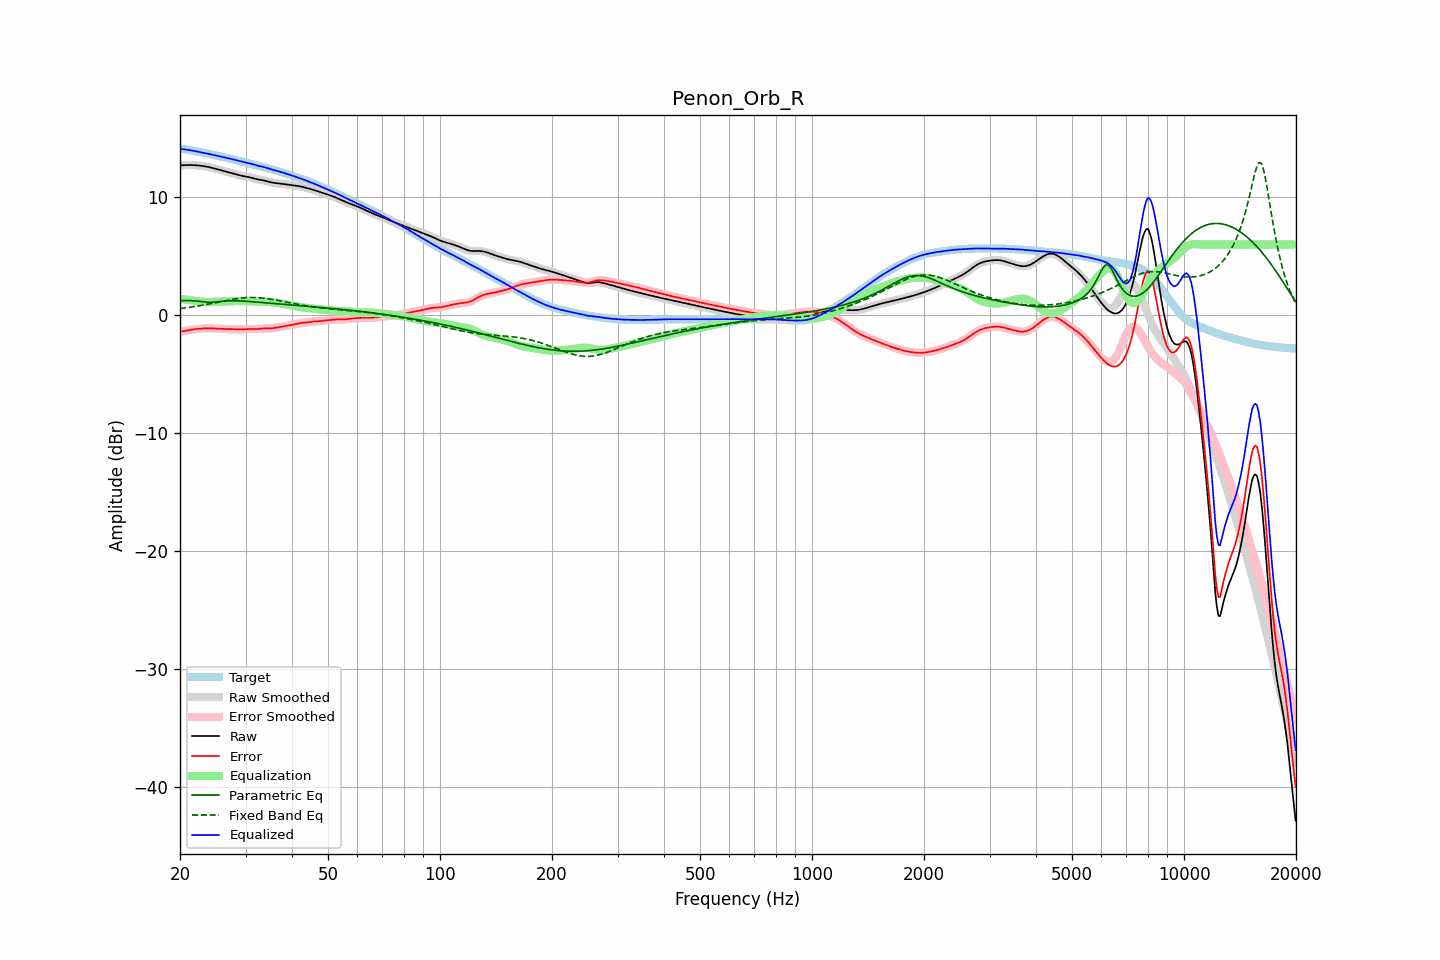 Penon_Orb_R
Amplitude (dBr)
10
0
−10
−20
−30
−40
Target
Raw Smoothed
Error Smoothed
Raw
Error
Equalization
Parametric Eq
Fixed Band Eq
Equalized
20 50 100 200 500 1000 2000 5000 10000 20000
Frequency (Hz)